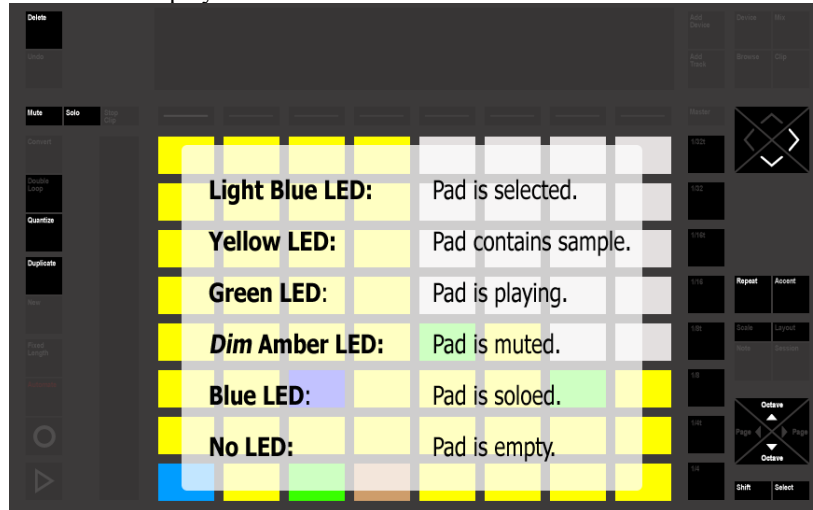 Delete
Add Device
Device
Mix
Undo
Add Track
Browse
Clip
Mute
Solo
Stop Clip
Master
Convert
1/32t
Double Loop
1/32
Quantize
1/16t
Duplicate
1/16
Repeat
Accent
New
1/8t
Scale
Layout
Fixed Length
Note
Session
1/8
1/4t
Octave
Page
Page
Octave
1/4
Shift
Select
Light Blue LED: Pad is selected.
Yellow LED: Pad contains sample.
Green LED: Pad is playing.
Dim Amber LED: Pad is muted.
Blue LED: Pad is soloed.
No LED: Pad is empty.